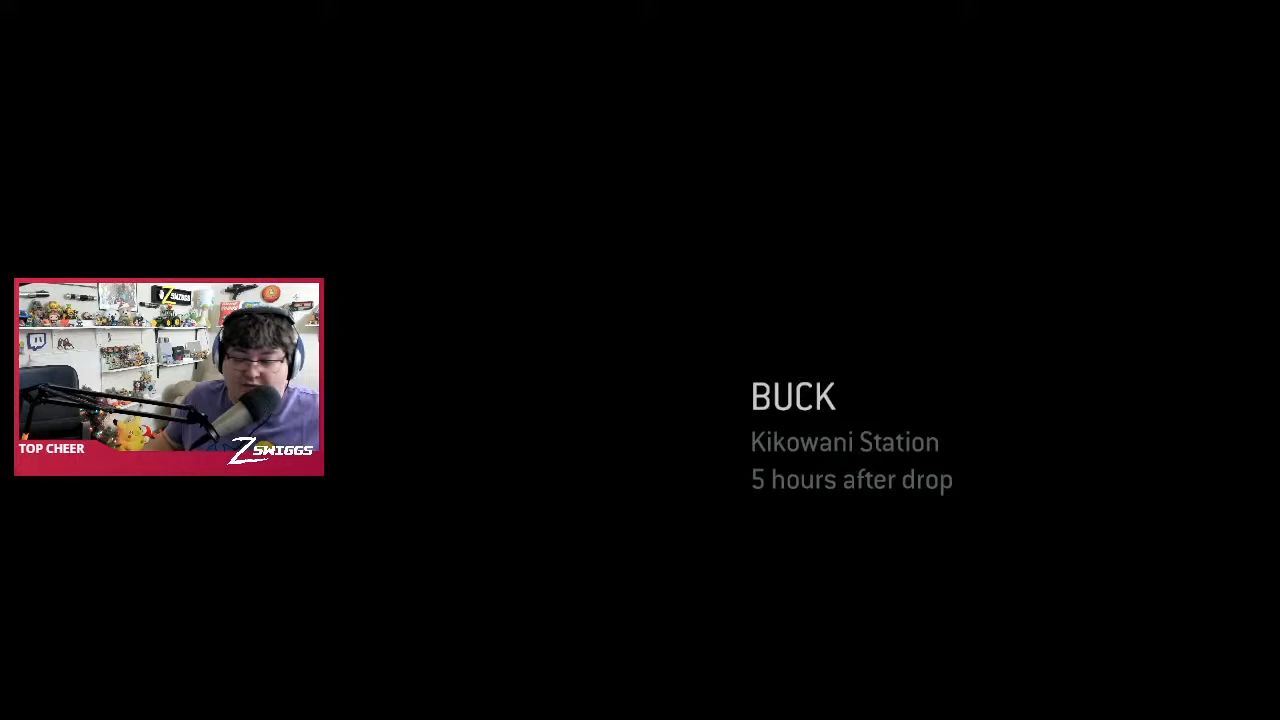 TOP CHEER
ZSWIGGS
BUCK
Kikowani Station
5 hours after drop